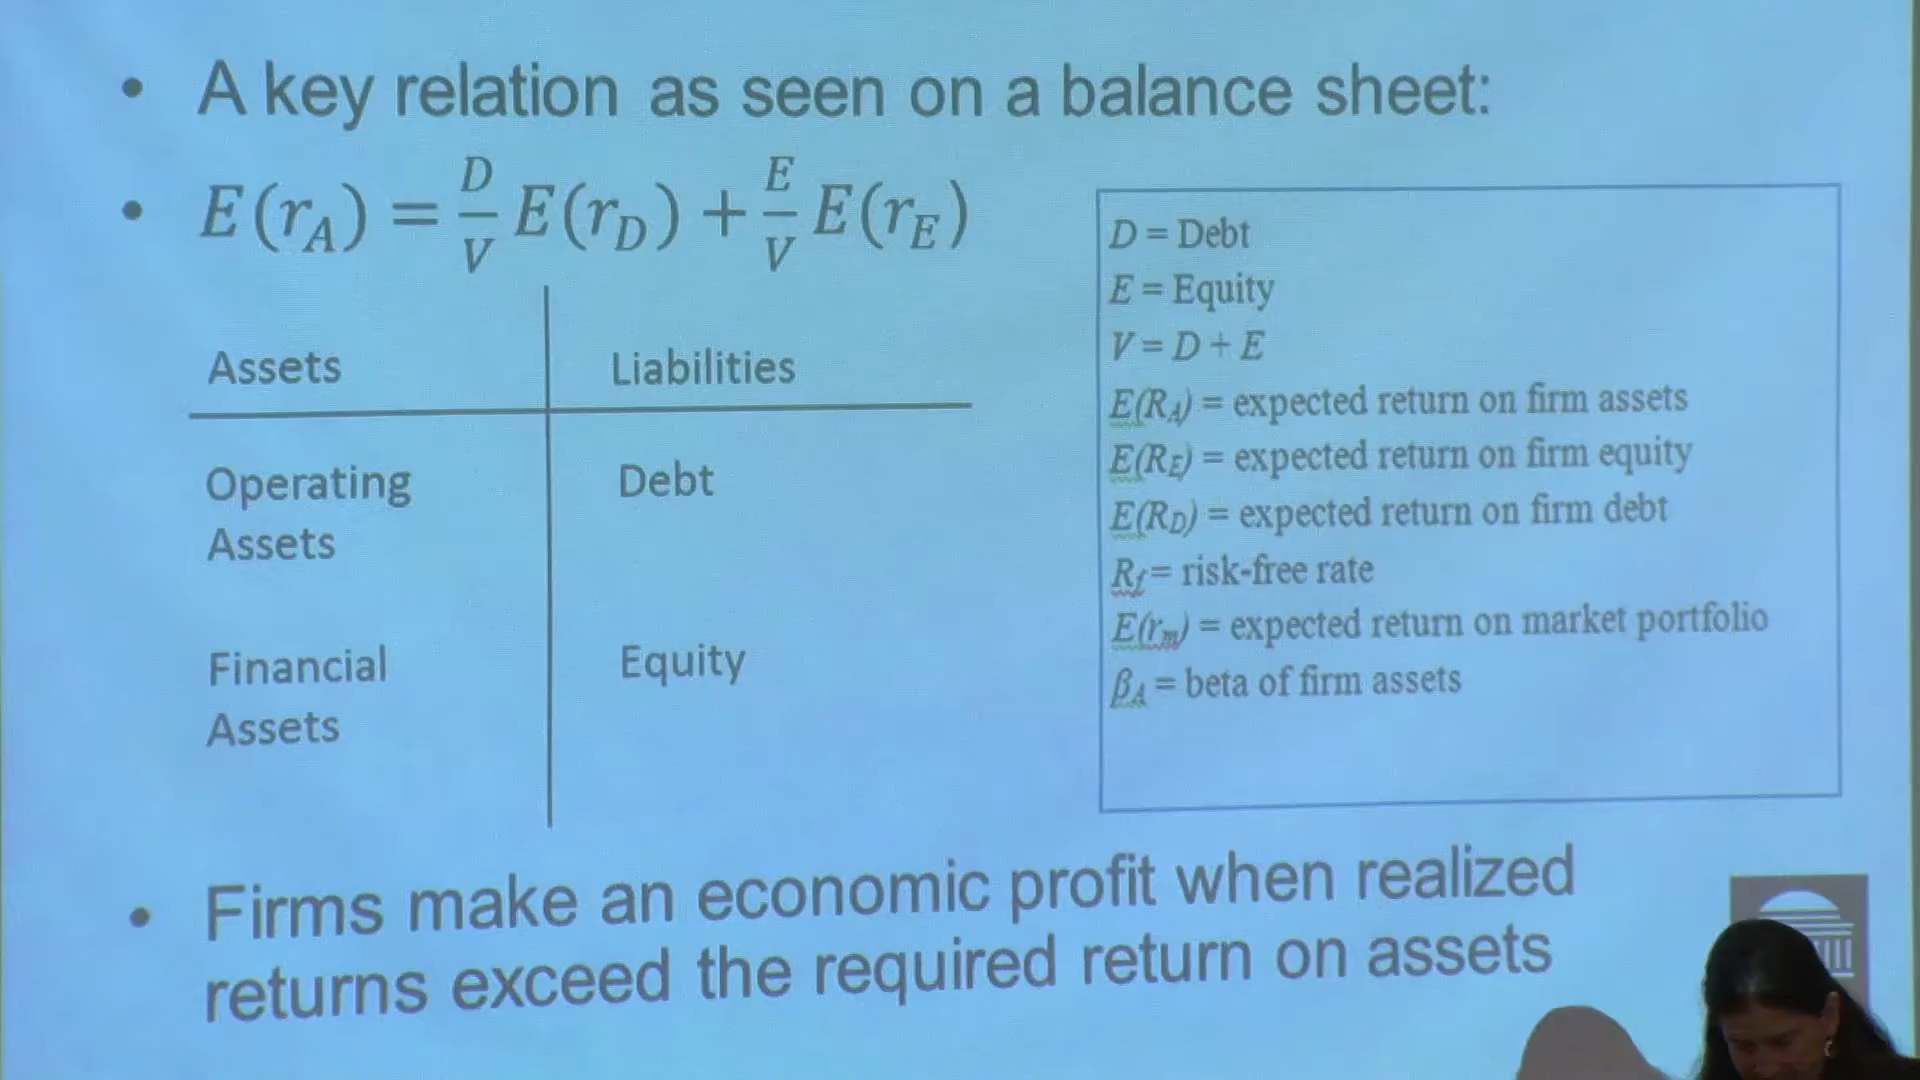 • A key relation as seen on a balance sheet:
• E(r_A) = D/V E(r_D) + E/V E(r_E)
Assets Liabilities
Operating Debt
Assets
Financial Equity
Assets
D = Debt
E = Equity
V = D + E
E(R_A) = expected return on firm assets
E(R_E) = expected return on firm equity
E(R_D) = expected return on firm debt
R_f = risk-free rate
E(r_m) = expected return on market portfolio
β_A = beta of firm assets
• Firms make an economic profit when realized
returns exceed the required return on assets